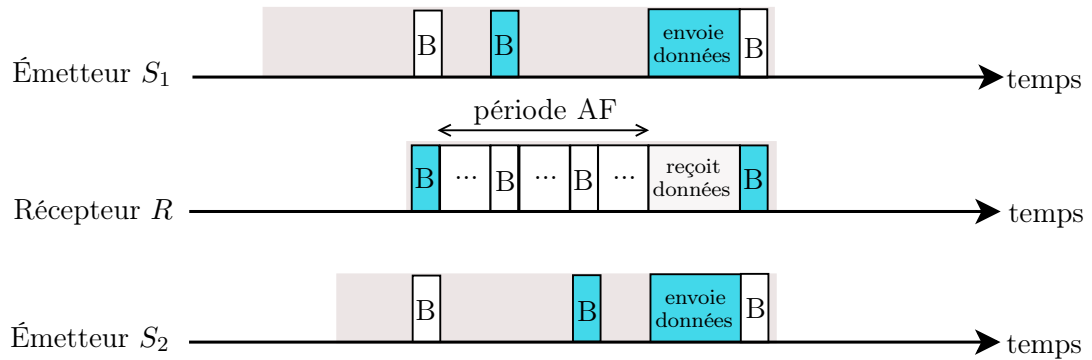 B B envoie données B
Émetteur S₁ temps
période AF
B ... B ... B ... reçoit données B
Récepteur R temps
B B envoie données B
Émetteur S₂ temps